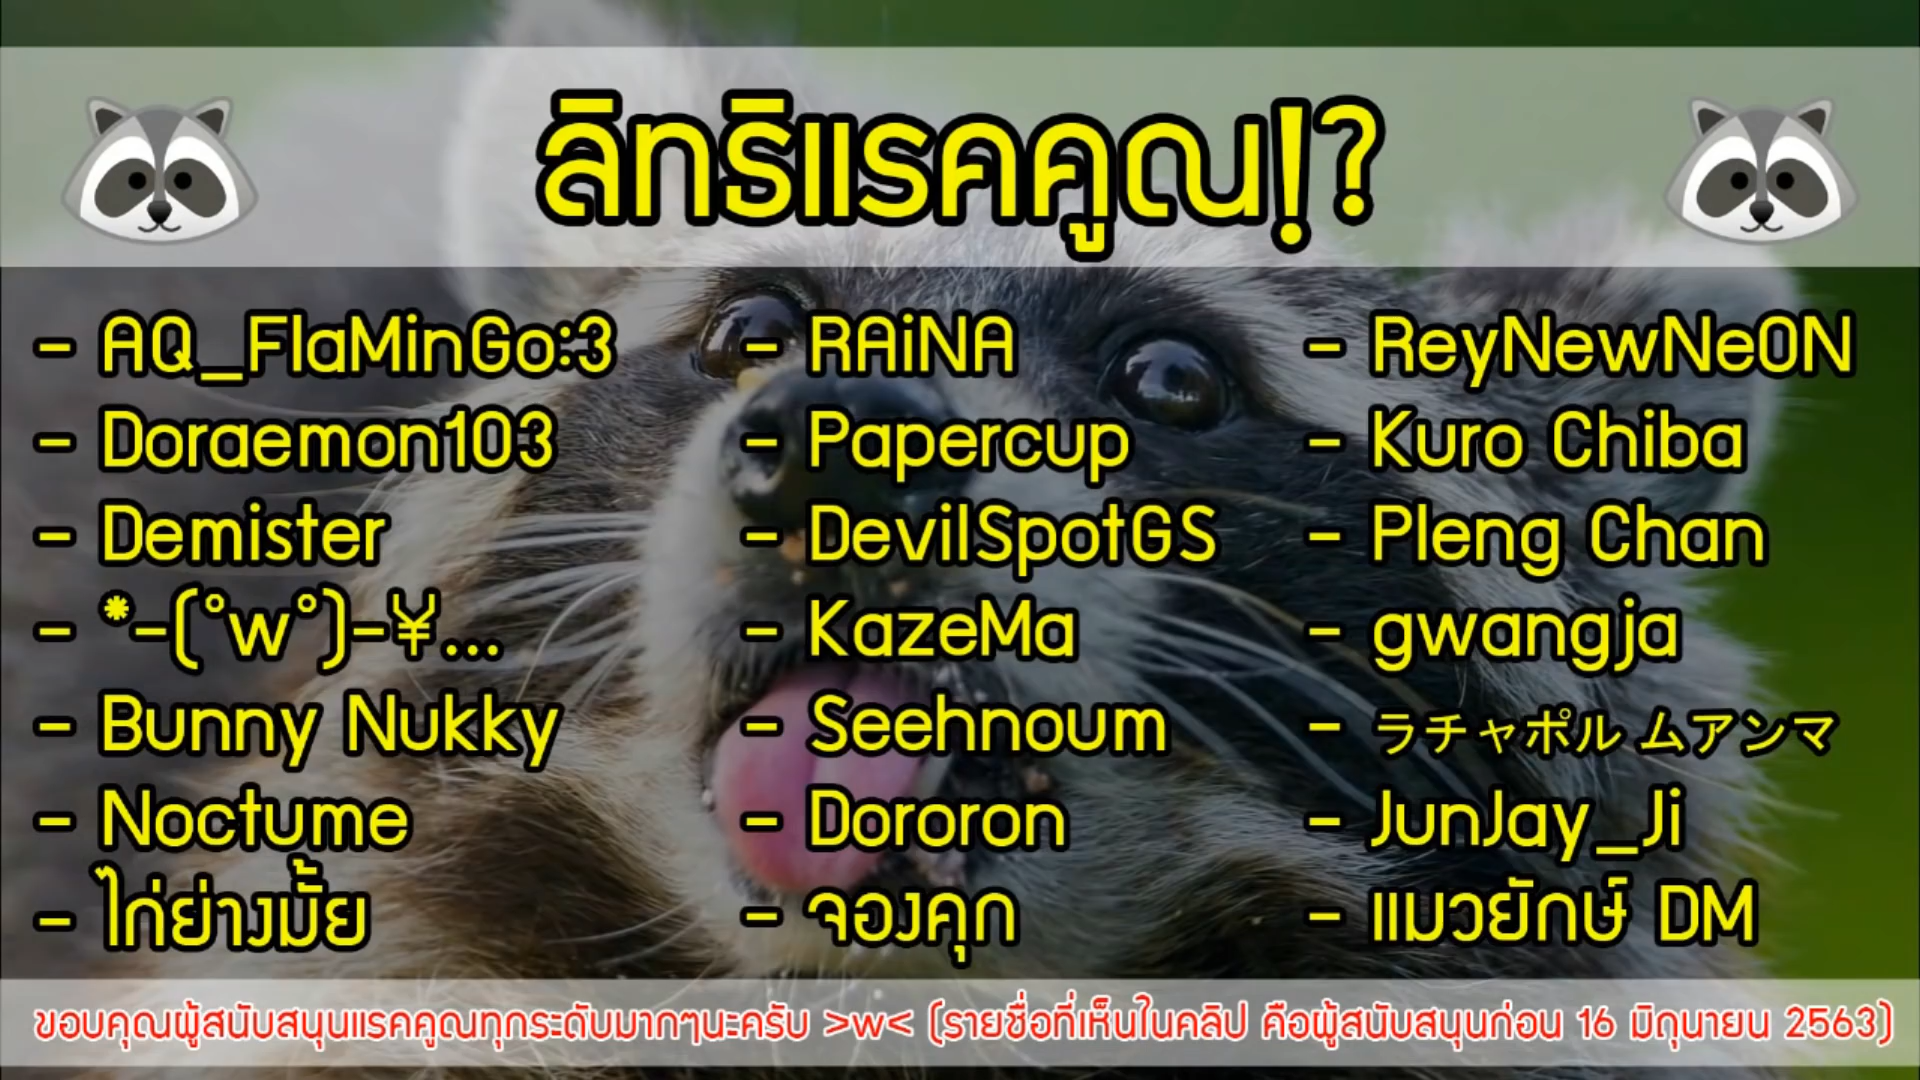 ลิทธิแรคคูณ!?
- AQ_FlaMinGo:3
- Doraemon103
- Demister
- *-(°w°)-¥...
- Bunny Nukky
- Noctume
- ไก่ย่างมั้ย
- RAiNA
- Papercup
- DevilSpotGS
- KazeMa
- Seehnoum
- Dororon
- จองคุก
- ReyNewNeON
- Kuro Chiba
- Pleng Chan
- gwangja
- ラチャポル ムアンマ
- JunJay_Ji
- แมวยักษ์ DM
ขอบคุณผู้สนับสนุนแรคคูณทุกระดับมากๆนะครับ >w< (รายชื่อที่เห็นในคลิป คือผู้สนับสนุนก่อน 16 มิถุนายน 2563)